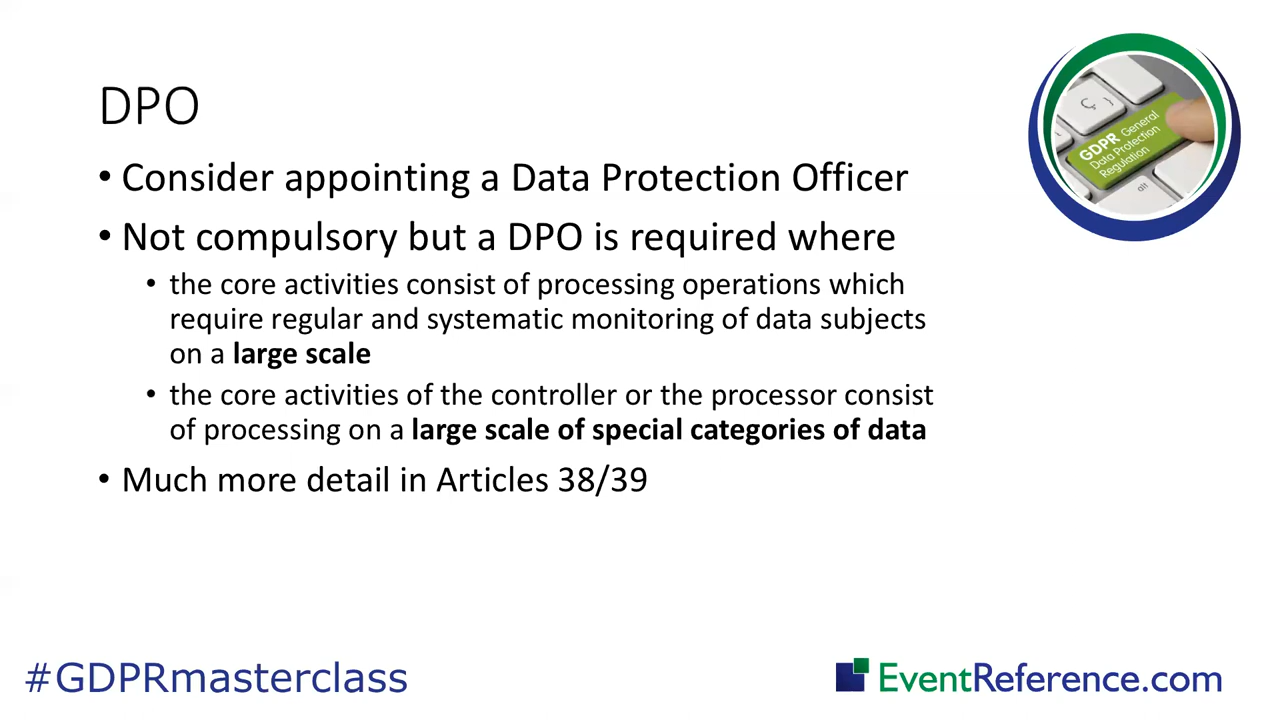 DPO
• Consider appointing a Data Protection Officer
• Not compulsory but a DPO is required where
• the core activities consist of processing operations which
require regular and systematic monitoring of data subjects
on a large scale
• the core activities of the controller or the processor consist
of processing on a large scale of special categories of data
• Much more detail in Articles 38/39
GDPR General
Data Protection
Regulation
Ç
alt
#GDPRmasterclass
EventReference.com